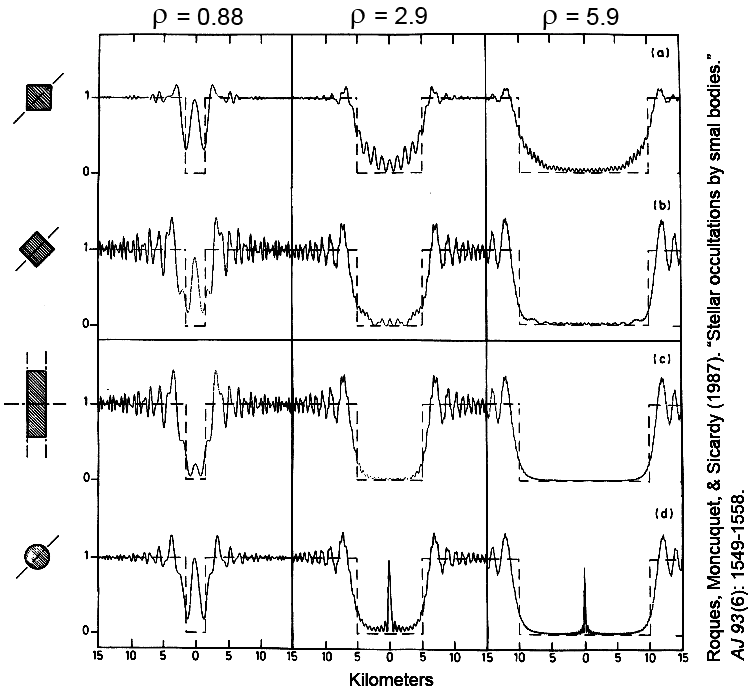 ρ = 0.88 ρ = 2.9 ρ = 5.9
(a)
1
0
(b)
1
0
(c)
1
0
(d)
1
0
15 10 5 0 5 10 15 10 5 0 5 10 15 10 5 0 5 10 15
Kilometers
Roques, Moncuquet, & Sicardy (1987). “Stellar occultations by smal bodies.”
AJ 93(6): 1549-1558.